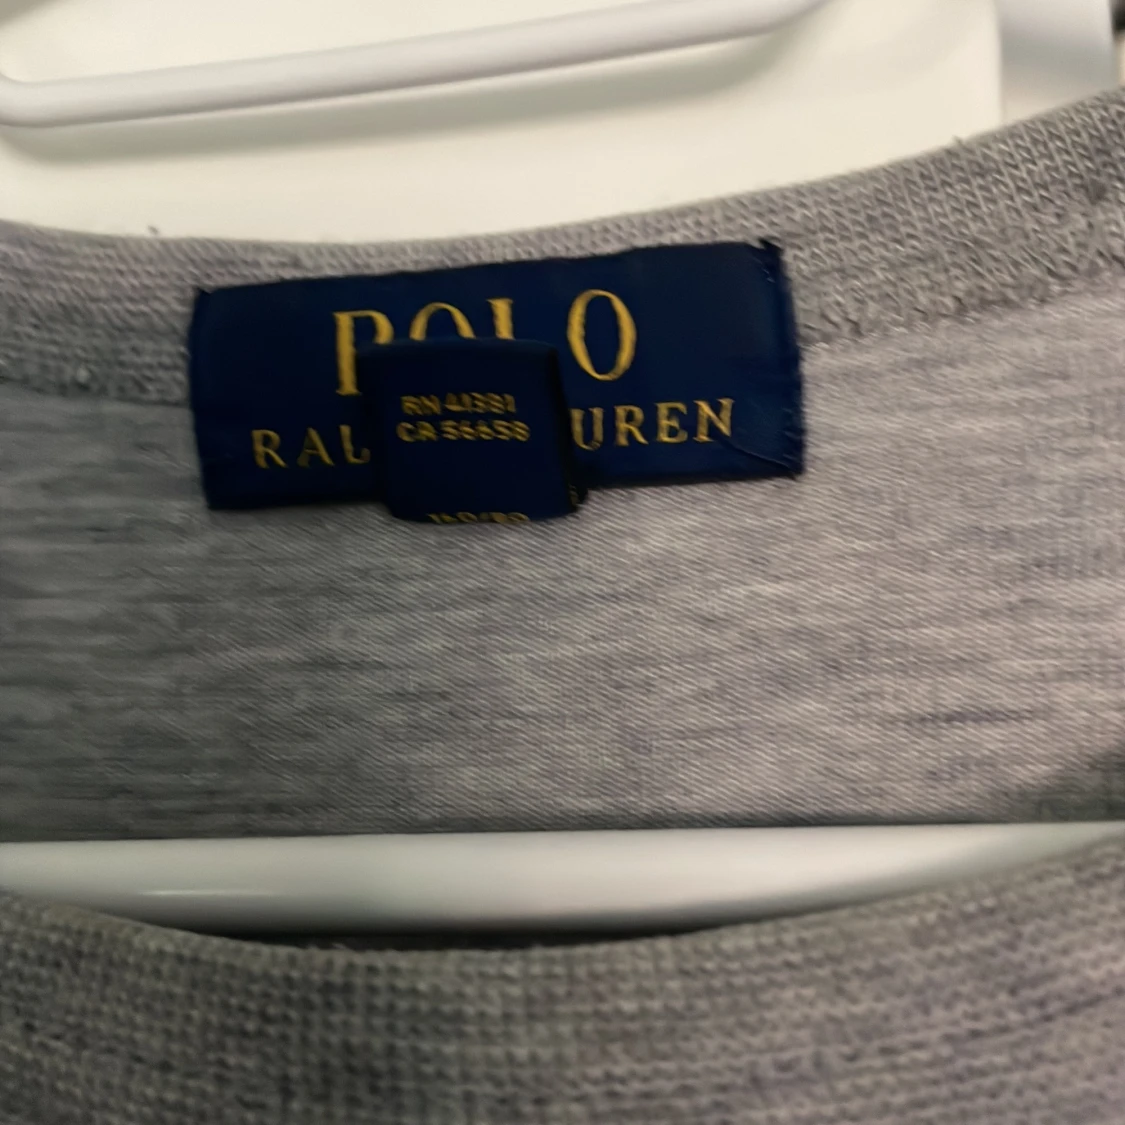 POLO
RAL UREN
RN 41381
CA 56658